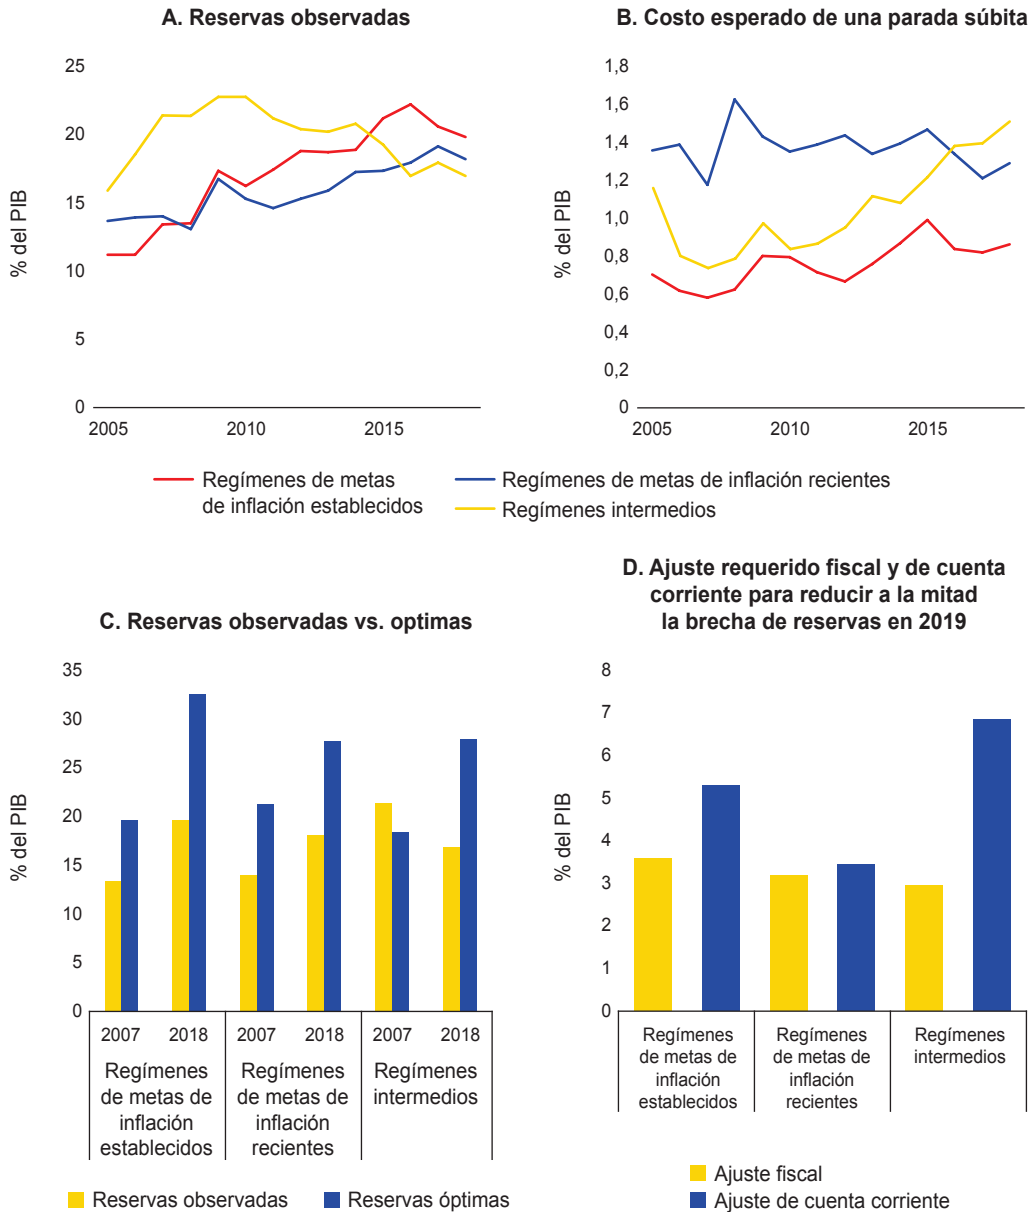 A. Reservas observadas
% del PIB
25
20
15
10
5
0
2005
2010
2015
B. Costo esperado de una parada súbita
% del PIB
1,8
1,6
1,4
1,2
1,0
0,8
0,6
0,4
0,2
0
2005
2010
2015
Regímenes de metas
de inflación establecidos
Regímenes de metas de inflación recientes
Regímenes intermedios
C. Reservas observadas vs. optimas
% del PIB
35
30
25
20
15
10
5
0
2007
2018
2007
2018
2007
2018
Regímenes
de metas de
inflación
establecidos
Regímenes
de metas de
inflación
recientes
Regímenes
intermedios
Reservas observadas
Reservas óptimas
D. Ajuste requerido fiscal y de cuenta
corriente para reducir a la mitad
la brecha de reservas en 2019
% del PIB
8
7
6
5
4
3
2
1
0
Regímenes
de metas de
inflación
establecidos
Regímenes
de metas de
inflación
recientes
Regímenes
intermedios
Ajuste fiscal
Ajuste de cuenta corriente